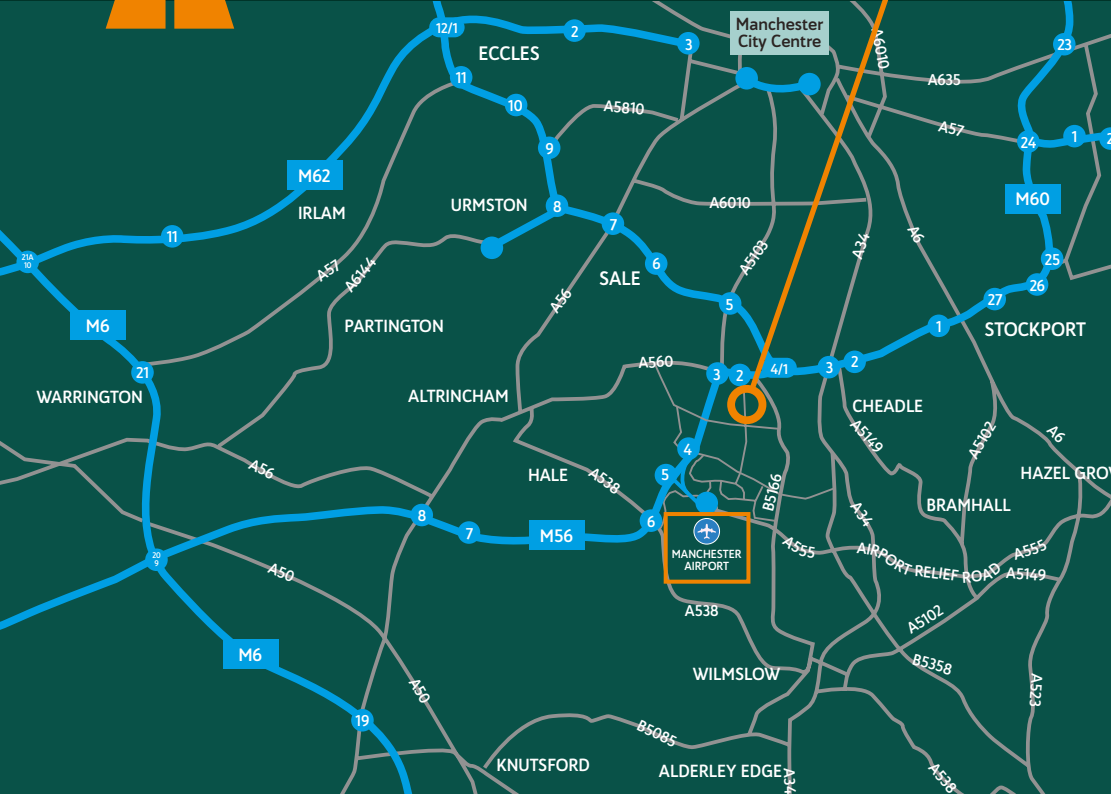 12/1
2
3
Manchester
City Centre
A6010
23
ECCLES
11
A635
10
A5810
A57
24
1
2
9
M62
M60
IRLAM
URMSTON
8
A6010
7
11
A6
A34
A5103
21A
10
A57
A6144
SALE
6
25
26
A56
5
27
M6
PARTINGTON
1
STOCKPORT
21
A560
3
2
4/1
3
2
WARRINGTON
ALTRINCHAM
CHEADLE
A5149
A5102
A6
4
A56
HALE
A538
5
B5166
HAZEL GROV
BRAMHALL
8
7
M56
6
A34
MANCHESTER
AIRPORT
A555
AIRPORT RELIEF ROAD
A555
A5149
20
9
A50
A538
A5102
M6
WILMSLOW
B5358
A50
A523
19
B5085
KNUTSFORD
ALDERLEY EDGE
A34
A538